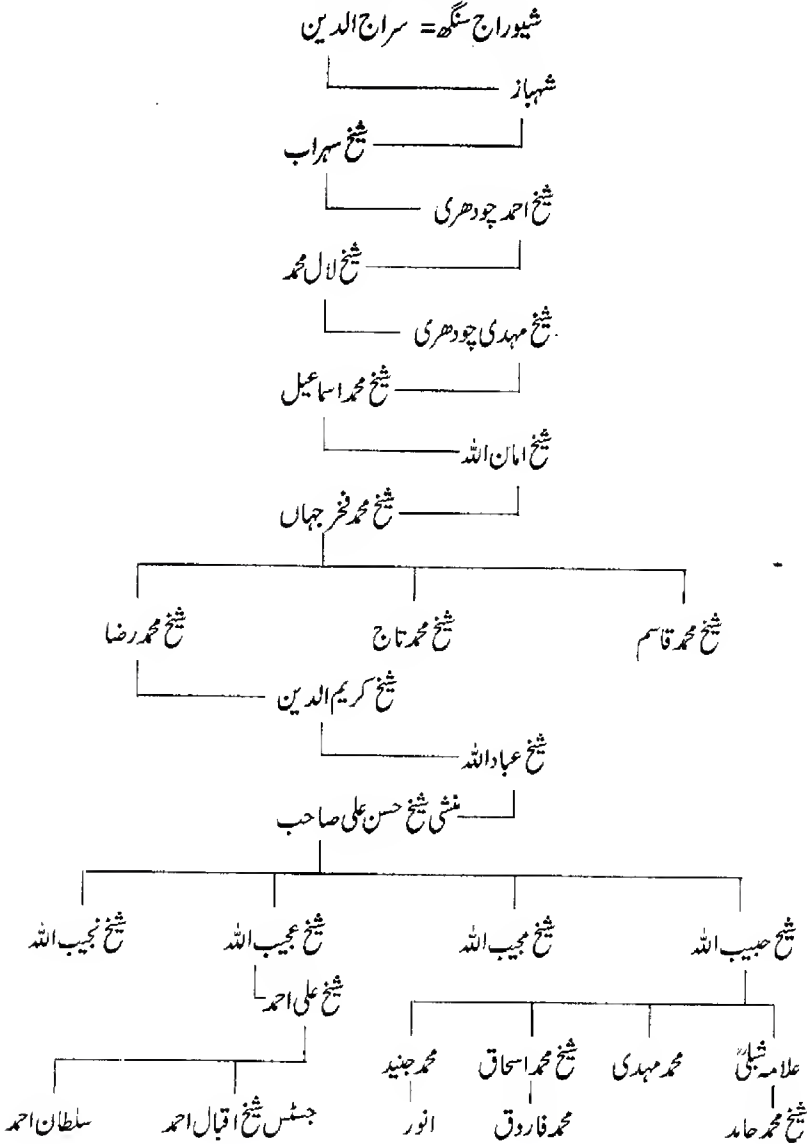 شیوراج سنگھ = سراج الدین
شہباز
شیخ سہراب
شیخ احمد چودھری
شیخ لال محمد
شیخ مہدی چودھری
شیخ محمد اسماعیل
شیخ امان اللہ
شیخ محمد فخر جہاں
شیخ محمد قاسم شیخ محمد تاج شیخ محمد رضا
شیخ کریم الدین
شیخ عباد اللہ
منشی شیخ حسن علی صاحب
شیخ حبیب اللہ شیخ مجیب اللہ شیخ عجیب اللہ شیخ نجیب اللہ
شیخ علی احمد
علامہ شبلیؒ محمد مہدی شیخ محمد اسحاق محمد جنید
شیخ محمد حامد محمد فاروق انور جسٹس شیخ اقبال احمد سلطان احمد